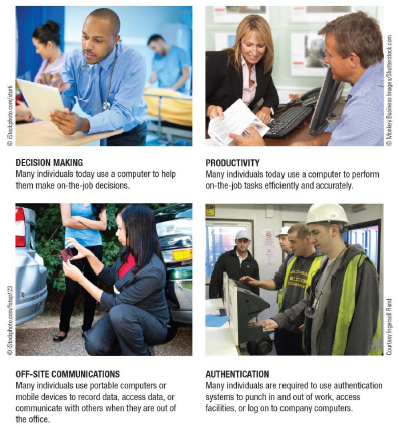 © iStockphoto.com/
© Monkey Business Images/Shutterstock.com
DECISION MAKING
Many individuals today use a computer to help
them make on-the-job decisions.
PRODUCTIVITY
Many individuals today use a computer to perform
on-the-job tasks efficiently and accurately.
© iStockphoto.com/
Courtesy Ingersoll Rand
OFF-SITE COMMUNICATIONS
Many individuals use portable computers or
mobile devices to record data, access data, or
communicate with others when they are out of
the office.
AUTHENTICATION
Many individuals are required to use authentication
systems to punch in and out of work, access
facilities, or log on to company computers.